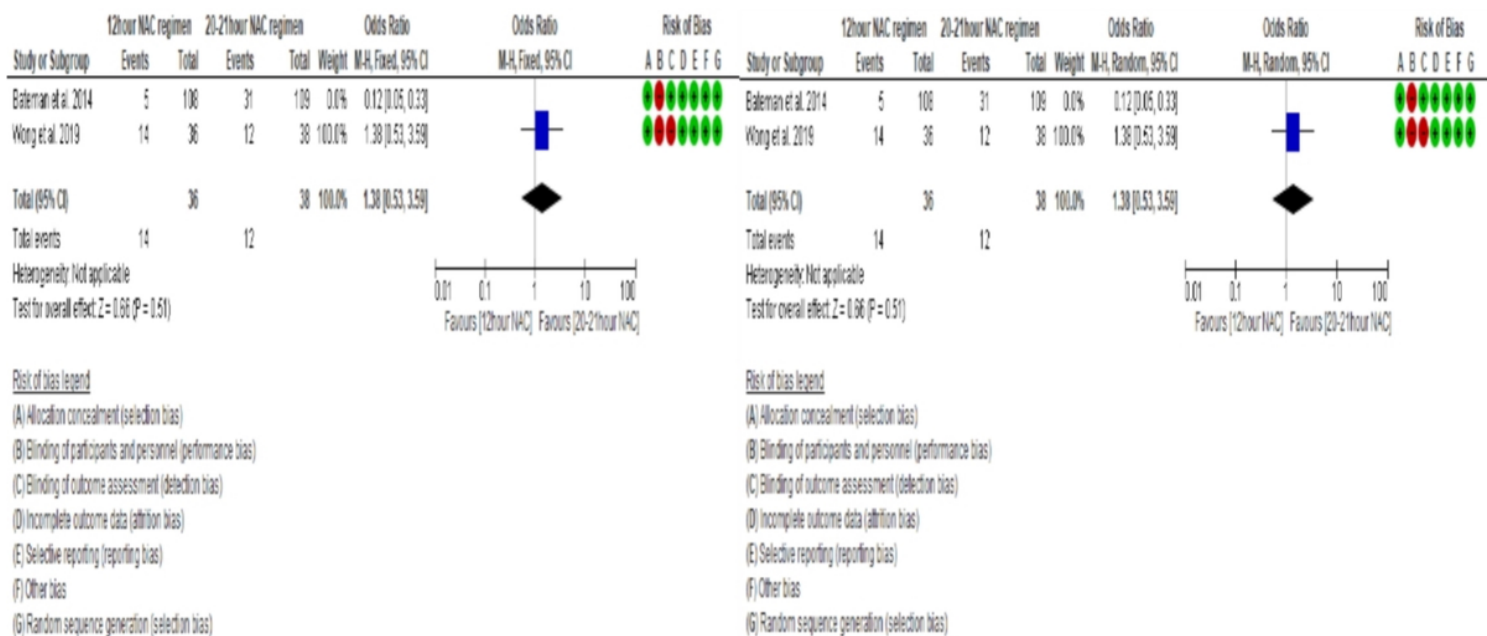 12hour NAC regimen 20-21hour NAC regimen Odds Ratio Odds Ratio Risk of Bias
Study or Subgroup Events Total Events Total Weight M-H, Fixed, 95% CI M-H, Fixed, 95% CI A B C D E F G
Bateman et al. 2014 5 108 31 109 0.0% 0.12 [0.05, 0.33]
Wong et al. 2019 14 36 12 38 100.0% 1.38 [0.53, 3.59]
Total (95% CI) 36 38 100.0% 1.38 [0.53, 3.59]
Total events 14 12
Heterogeneity: Not applicable
Test for overall effect: Z = 0.66 (P = 0.51)
0.01 0.1 1 10 100
Favours [12hour NAC] Favours [20-21hour NAC]
Risk of bias legend
(A) Allocation concealment (selection bias)
(B) Blinding of participants and personnel (performance bias)
(C) Blinding of outcome assessment (detection bias)
(D) Incomplete outcome data (attrition bias)
(E) Selective reporting (reporting bias)
(F) Other bias
(G) Random sequence generation (selection bias)
12hour NAC regimen 20-21hour NAC regimen Odds Ratio Odds Ratio Risk of Bias
Study or Subgroup Events Total Events Total Weight M-H, Random, 95% CI M-H, Random, 95% CI A B C D E F G
Bateman et al. 2014 5 108 31 109 0.0% 0.12 [0.05, 0.33]
Wong et al. 2019 14 36 12 38 100.0% 1.38 [0.53, 3.59]
Total (95% CI) 36 38 100.0% 1.38 [0.53, 3.59]
Total events 14 12
Heterogeneity: Not applicable
Test for overall effect: Z = 0.66 (P = 0.51)
0.01 0.1 1 10 100
Favours [12hour NAC] Favours [20-21hour NAC]
Risk of bias legend
(A) Allocation concealment (selection bias)
(B) Blinding of participants and personnel (performance bias)
(C) Blinding of outcome assessment (detection bias)
(D) Incomplete outcome data (attrition bias)
(E) Selective reporting (reporting bias)
(F) Other bias
(G) Random sequence generation (selection bias)